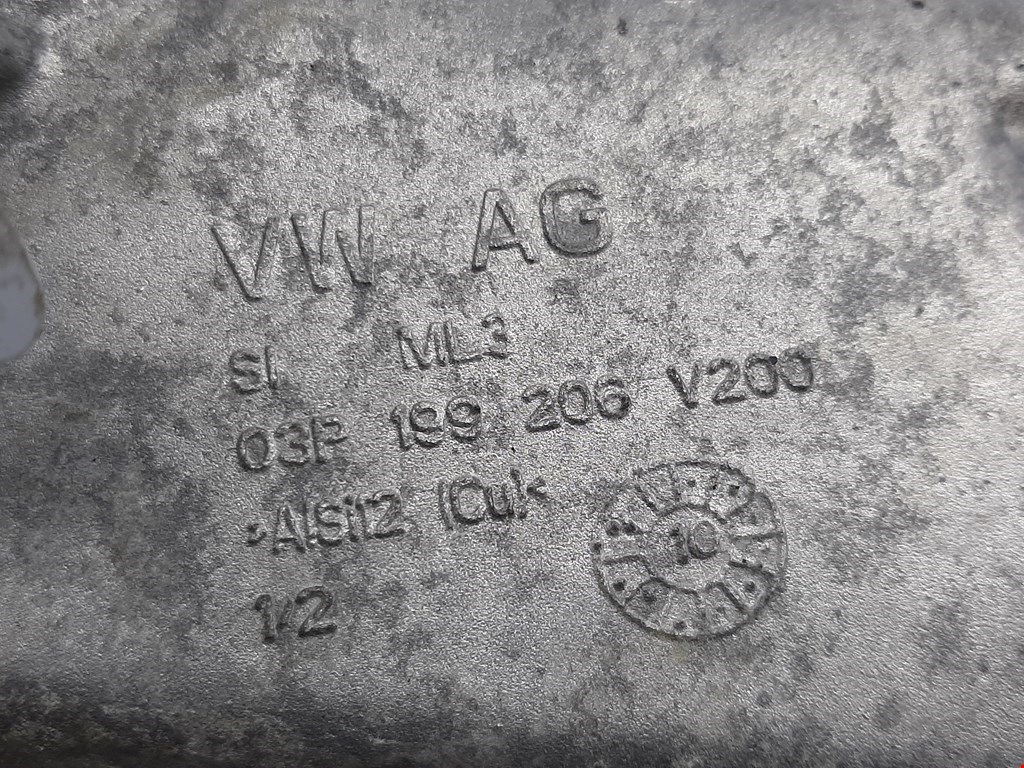 VW AG
SI ML3
03P 199 206 V200
>AlSi12 (Cu)<
1/2
10